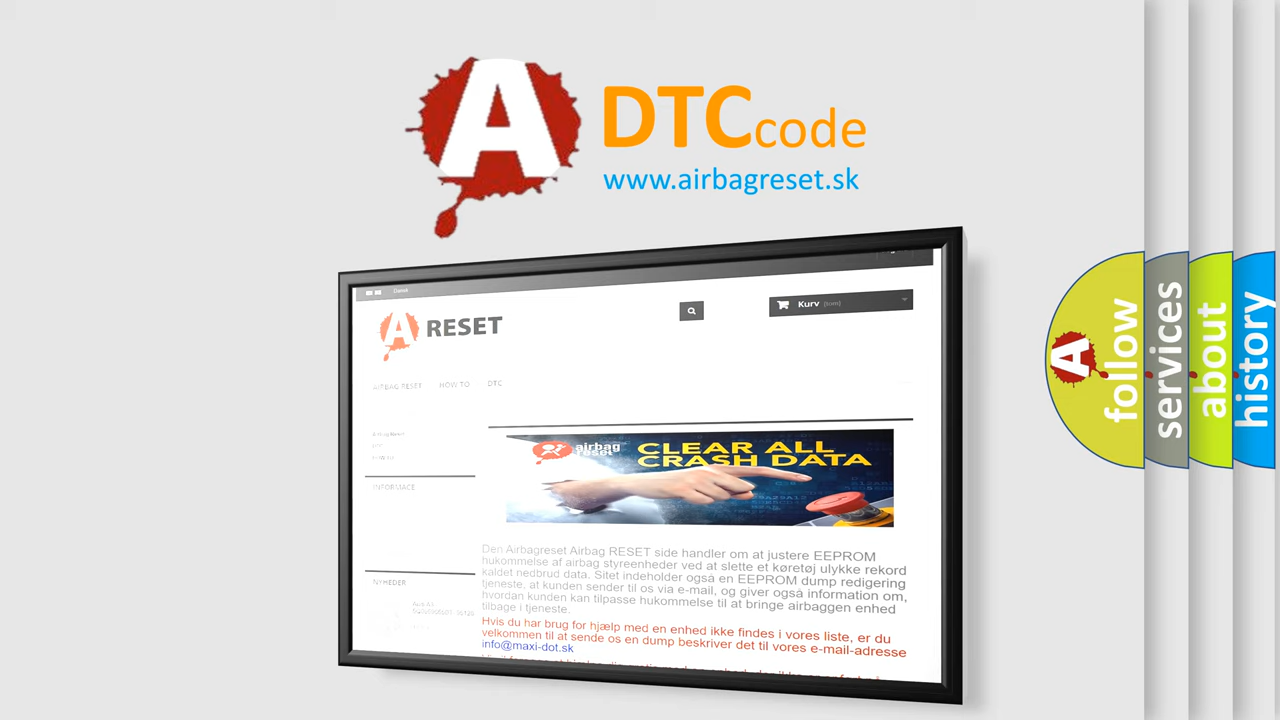 A
DTCcode
www.airbagreset.sk
Dansk
A RESET
Kurv (tom)
AIRBAG RESET HOW TO DTC
INFORMACE
airbag
reset
CLEAR ALL
CRASH DATA
Den Airbagreset Airbag RESET side handler om at justere EEPROM
hukommelse af airbag styreenheder ved at slette et køretøj ulykke rekord
kaldet nedbrud data. Sitet indeholder også en EEPROM dump redigering
tjeneste, at kunden sender til os via e-mail, og giver også information om,
hvordan kunden kan tilpasse hukommelse til at bringe airbaggen enhed
tilbage i tjeneste.
NYHEDER
Hvis du har brug for hjælp med en enhed ikke findes i vores liste, er du
velkommen til at sende os en dump beskriver det til vores e-mail-adresse
info@maxi-dot.sk
A
follow
services
about
history